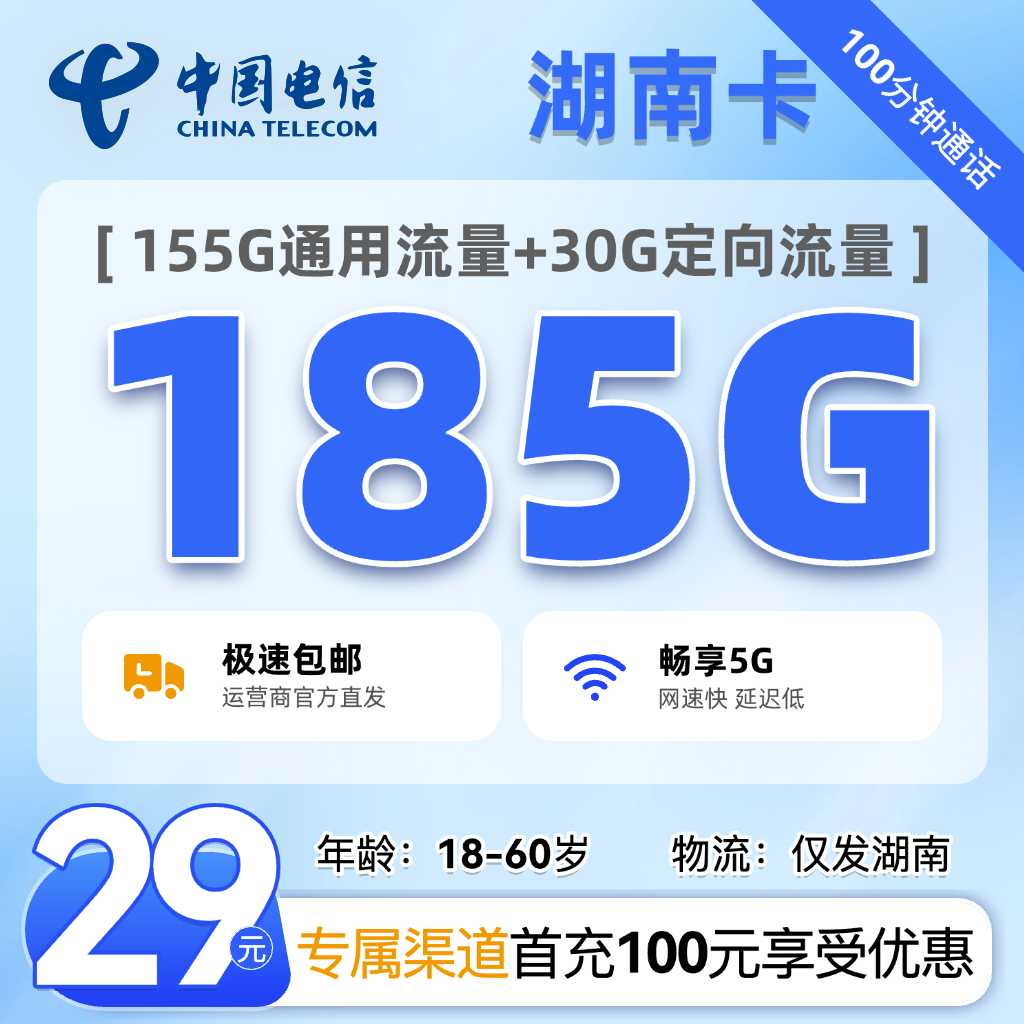 中国电信
CHINA TELECOM
湖南卡
100分钟通话
[ 155G通用流量+30G定向流量 ]
185G
极速包邮
运营商官方直发
畅享5G
网速快 延迟低
29元
年龄：18-60岁
物流：仅发湖南
专属渠道首充100元享受优惠